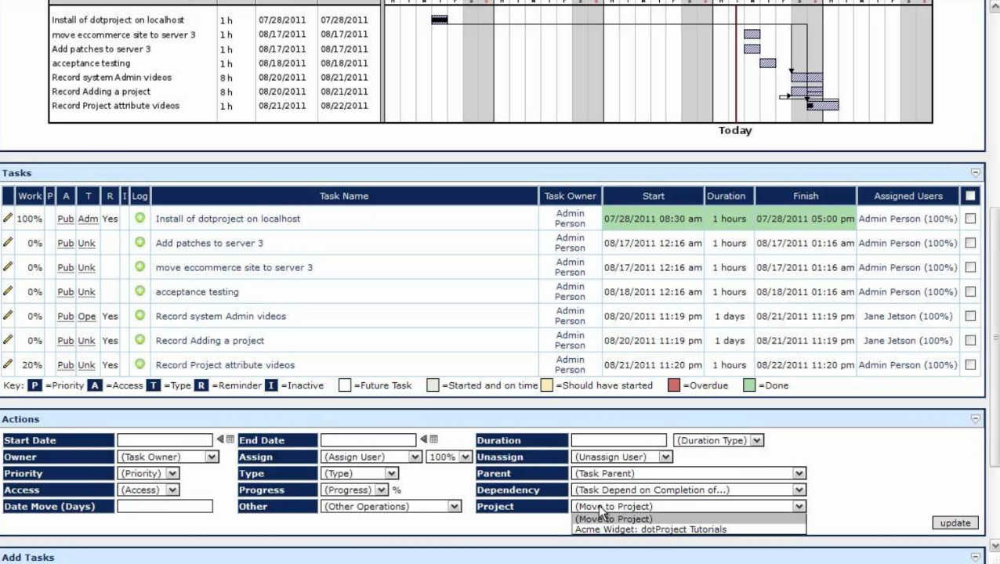 Install of dotproject on localhost 1 h 07/28/2011 07/28/2011
move eccommerce site to server 3 1 h 08/17/2011 08/17/2011
Add patches to server 3 1 h 08/17/2011 08/17/2011
acceptance testing 1 h 08/18/2011 08/18/2011
Record system Admin videos 8 h 08/20/2011 08/21/2011
Record Adding a project 8 h 08/20/2011 08/21/2011
Record Project attribute videos 1 h 08/21/2011 08/22/2011
Today
Tasks
Work P A T R I Log Task Name Task Owner Start Duration Finish Assigned Users
100% Pub Adm Yes Install of dotproject on localhost Admin Person 07/28/2011 08:30 am 1 hours 07/28/2011 05:00 pm Admin Person (100%)
0% Pub Unk Add patches to server 3 Admin Person 08/17/2011 12:16 am 1 hours 08/17/2011 01:16 am Admin Person (100%)
0% Pub Unk move eccommerce site to server 3 Admin Person 08/17/2011 12:16 am 1 hours 08/17/2011 01:16 am Admin Person (100%)
0% Pub Unk acceptance testing Admin Person 08/18/2011 12:16 am 1 hours 08/18/2011 01:16 am Admin Person (100%)
0% Pub Ope Yes Record system Admin videos Admin Person 08/20/2011 11:19 pm 1 days 08/21/2011 11:19 pm Jane Jetson (100%)
0% Pub Unk Yes Record Adding a project Admin Person 08/20/2011 11:19 pm 1 days 08/21/2011 11:19 pm Jane Jetson (100%)
20% Pub Unk Yes Record Project attribute videos Admin Person 08/21/2011 11:20 pm 1 hours 08/22/2011 11:20 pm Admin Person (100%)
Key: P =Priority A =Access T =Type R =Reminder I =Inactive =Future Task =Started and on time =Should have started =Overdue =Done
Actions
Start Date End Date Duration (Duration Type)
Owner (Task Owner) Assign (Assign User) 100% Unassign (Unassign User)
Priority (Priority) Type (Type) Parent (Task Parent)
Access (Access) Progress (Progress) % Dependency (Task Depend on Completion of...)
Date Move (Days) Other (Other Operations) Project (Move to Project)
(Move to Project)
Acme Widget: dotProject Tutorials
update
Add Tasks